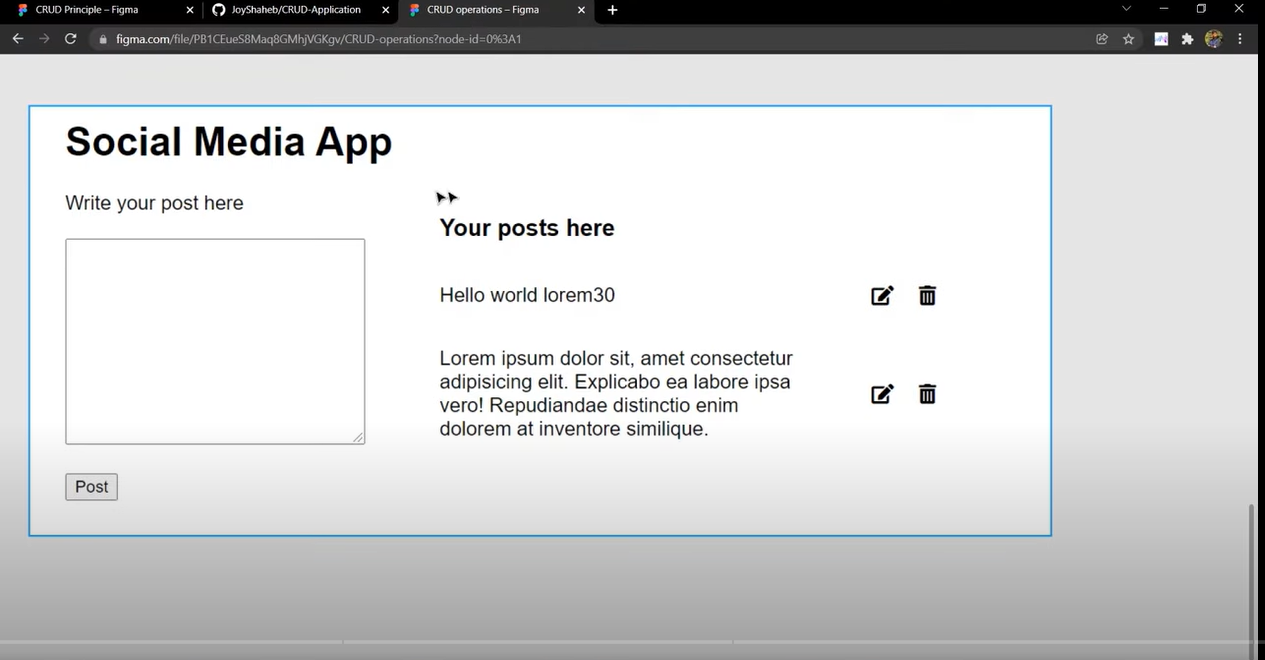 CRUD Principle – Figma
JoyShaheb/CRUD-Application
CRUD operations – Figma
figma.com/file/PB1CEueS8Maq8GMhjVGKgv/CRUD-operations?node-id=0%3A1
Social Media App
Write your post here
Post
Your posts here
Hello world lorem30
Lorem ipsum dolor sit, amet consectetur
adipisicing elit. Explicabo ea labore ipsa
vero! Repudiandae distinctio enim
dolorem at inventore similique.